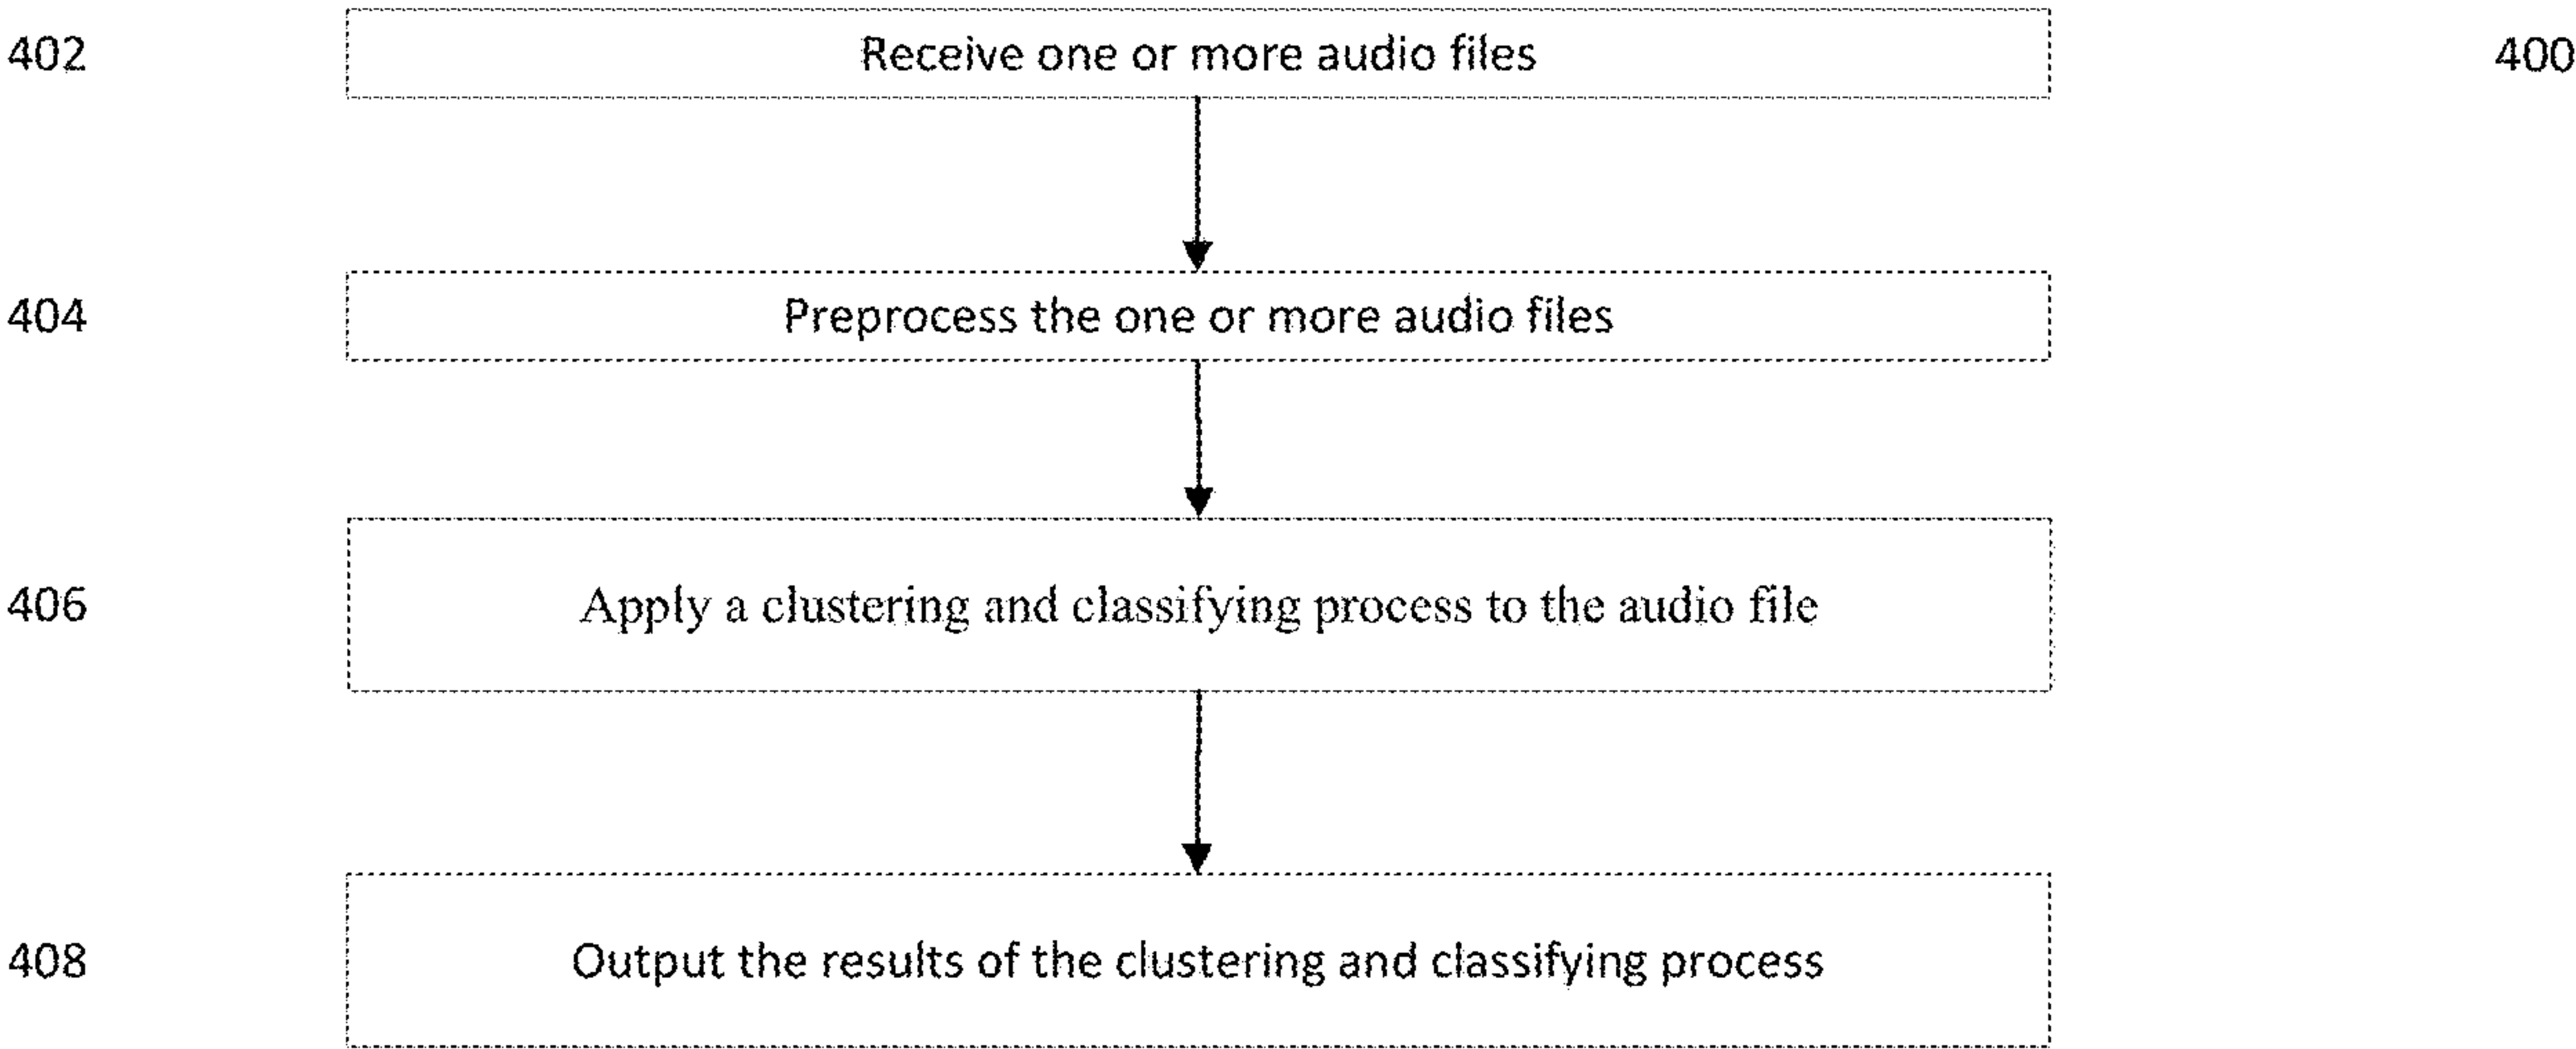 402
Receive one or more audio files
400
404
Preprocess the one or more audio files
406
Apply a clustering and classifying process to the audio file
408
Output the results of the clustering and classifying process